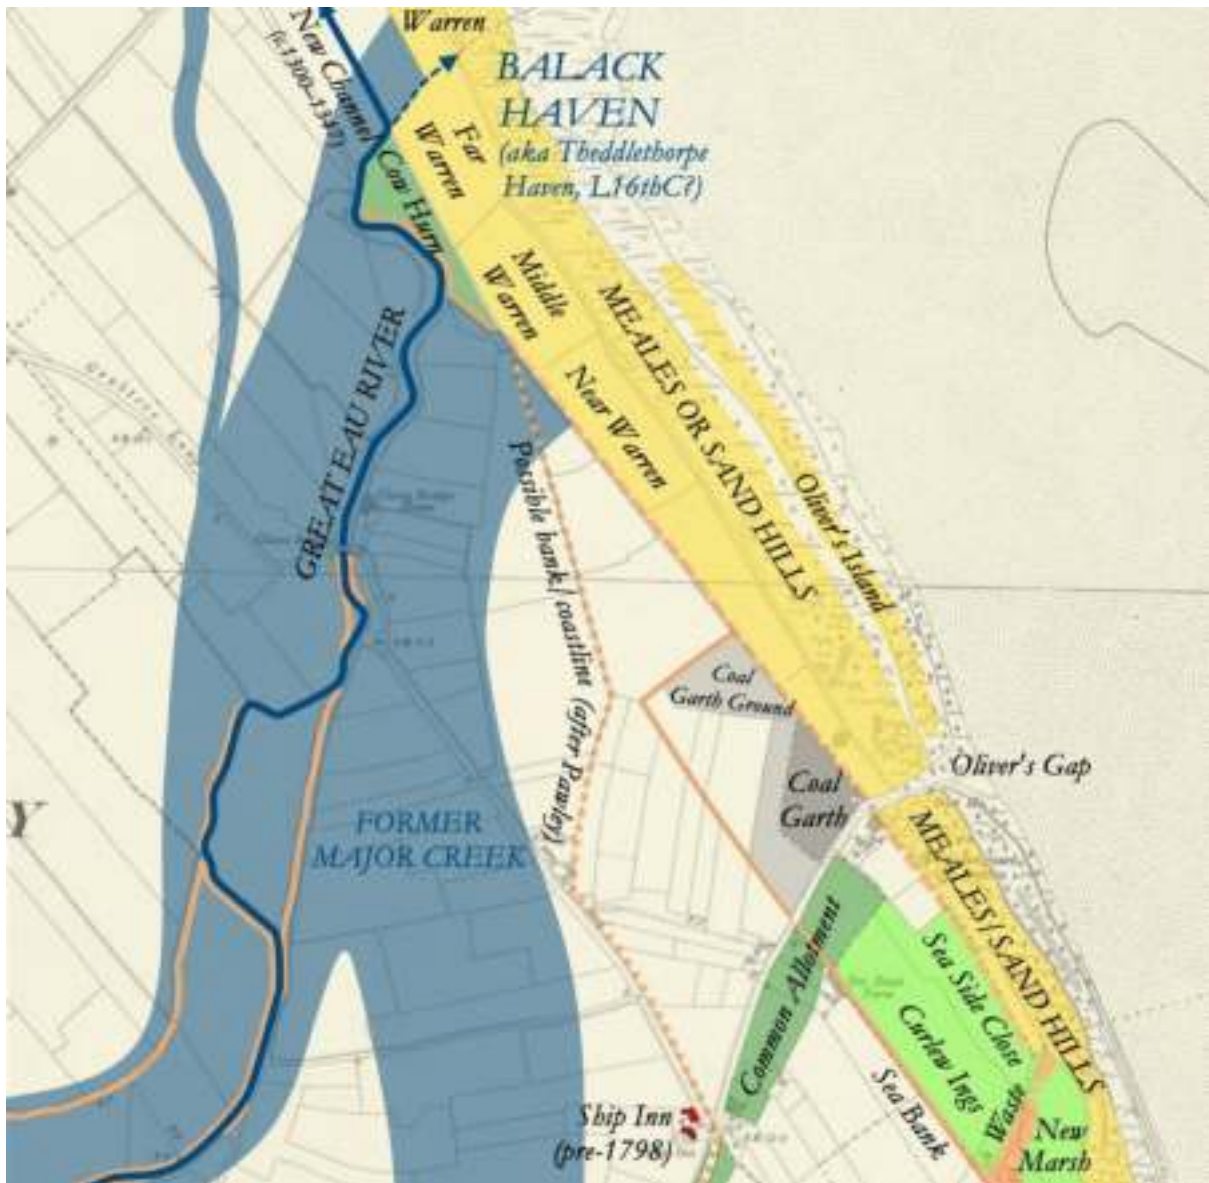 Warren
New Channel
(c.1300-1347)
BALACK
HAVEN
(aka Theddlethorpe
Haven, L16thC?)
Far
Warren
Cow Hurn
Middle
Warren
MEALES OR SAND HILLS
GREAT EAU RIVER
Near Warren
Possible bank / coastline (after Pawley)
Oliver's Island
Coal
Garth Ground
Oliver's Gap
Coal
Garth
Y
FORMER
MAJOR CREEK
MEALES / SAND HILLS
Common Allotment
Sea Side Close
Curlew Ings
Sea Bank
Waste
New
Marsh
Ship Inn
(pre-1798)